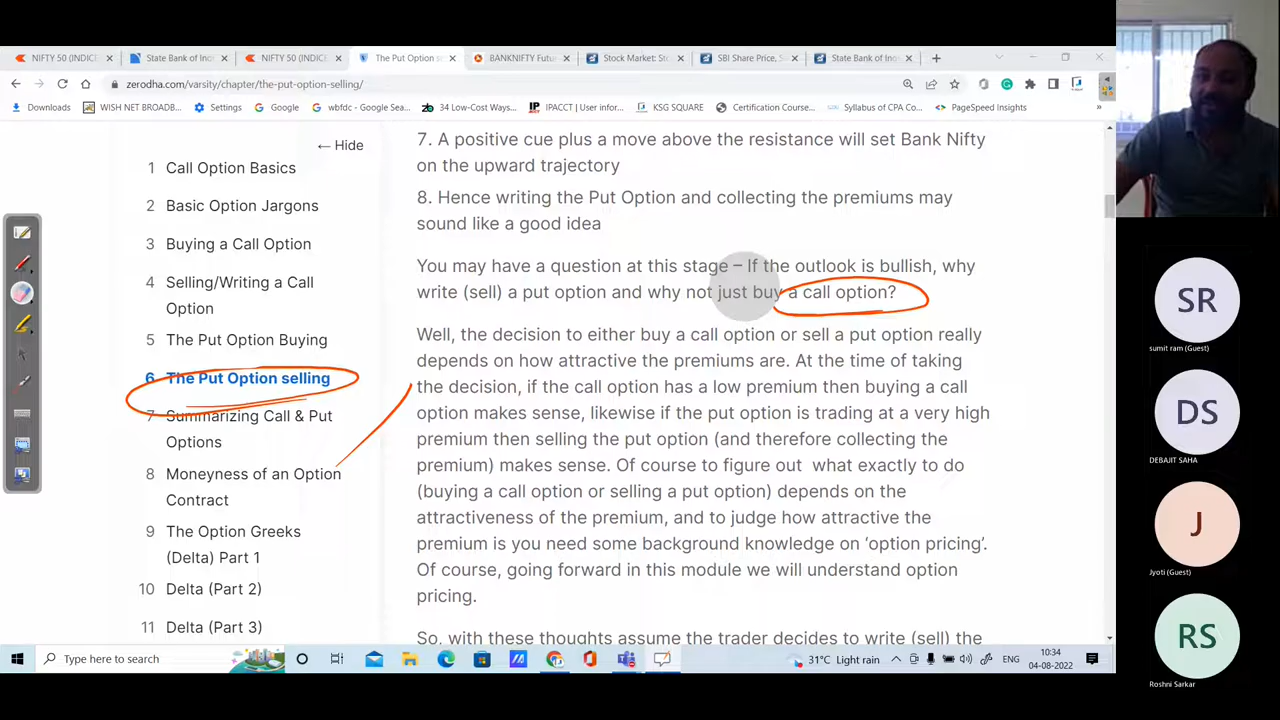 NIFTY 50 (INDICE
State Bank of Ind
NIFTY 50 (INDICE
The Put Option se
BANKNIFTY Futu
Stock Market: Sto
SBI Share Price, S
State Bank of Ind
zerodha.com/varsity/chapter/the-put-option-selling/
Downloads
WISH NET BROADB...
Settings
Google
wbfdc - Google Sea...
34 Low-Cost Ways...
IPACCT | User infor...
KSG SQUARE
Certification Course...
Syllabus of CPA Co...
PageSpeed Insights
← Hide
1 Call Option Basics
2 Basic Option Jargons
3 Buying a Call Option
4 Selling/Writing a Call
Option
5 The Put Option Buying
6 The Put Option selling
7 Summarizing Call & Put
Options
8 Moneyness of an Option
Contract
9 The Option Greeks
(Delta) Part 1
10 Delta (Part 2)
11 Delta (Part 3)
7. A positive cue plus a move above the resistance will set Bank Nifty
on the upward trajectory
8. Hence writing the Put Option and collecting the premiums may
sound like a good idea
You may have a question at this stage – If the outlook is bullish, why
write (sell) a put option and why not just buy a call option?
Well, the decision to either buy a call option or sell a put option really
depends on how attractive the premiums are. At the time of taking
the decision, if the call option has a low premium then buying a call
option makes sense, likewise if the put option is trading at a very high
premium then selling the put option (and therefore collecting the
premium) makes sense. Of course to figure out what exactly to do
(buying a call option or selling a put option) depends on the
attractiveness of the premium, and to judge how attractive the
premium is you need some background knowledge on ‘option pricing’.
Of course, going forward in this module we will understand option
pricing.
So, with these thoughts assume the trader decides to write (sell) the
SR
sumit ram (Guest)
DS
DEBAJIT SAHA
J
Jyoti (Guest)
RS
Roshni Sarkar
Type here to search
31°C Light rain
ENG
10:34
04-08-2022